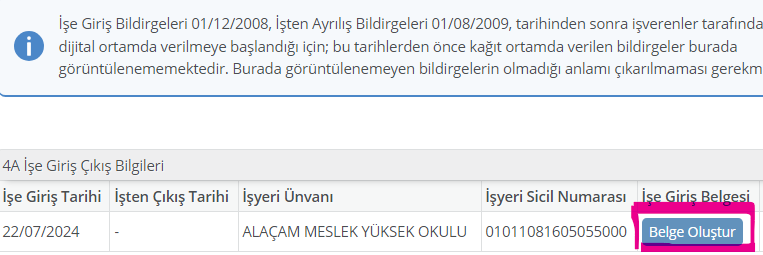 İşe Giriş Bildirgeleri 01/12/2008, İşten Ayrılış Bildirgeleri 01/08/2009, tarihinden sonra işverenler tarafında
dijital ortamda verilmeye başlandığı için; bu tarihlerden önce kağıt ortamda verilen bildirgeler burada
görüntülenememektedir. Burada görüntülenemeyen bildirgelerin olmadığı anlamı çıkarılmaması gerekm
4A İşe Giriş Çıkış Bilgileri
İşe Giriş Tarihi İşten Çıkış Tarihi İşyeri Ünvanı İşyeri Sicil Numarası İşe Giriş Belgesi
22/07/2024 - ALAÇAM MESLEK YÜKSEK OKULU 01011081605055000 Belge Oluştur